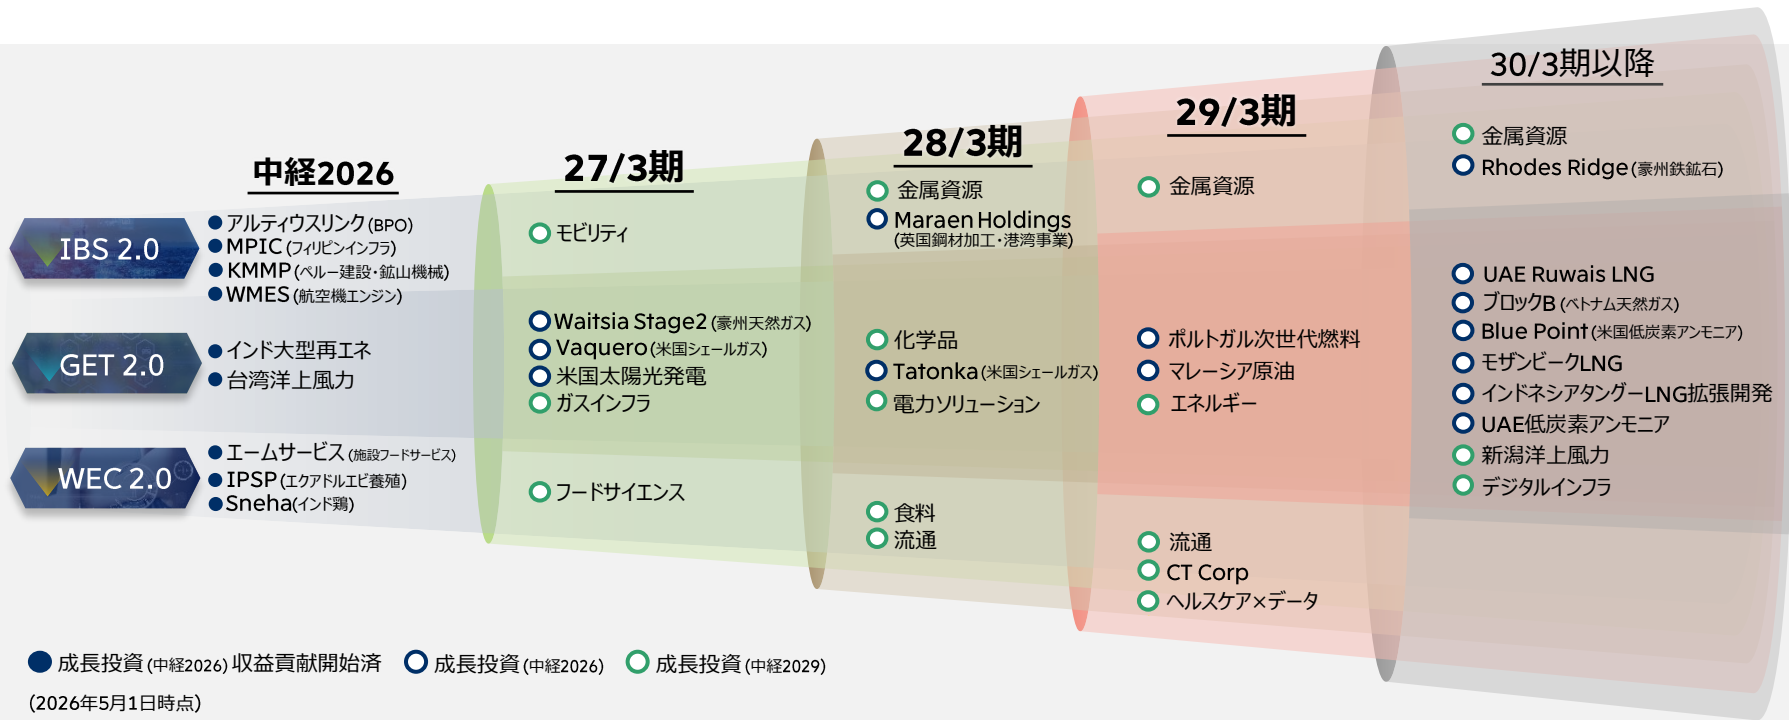 中経2026
27/3期
28/3期
29/3期
30/3期以降
IBS 2.0
アルティウスリンク(BPO)
MPIC(フィリピンインフラ)
KMMP(ペルー建設・鉱山機械)
WMES(航空機エンジン)
モビリティ
金属資源
Maraen Holdings
(英国鋼材加工・港湾事業)
金属資源
金属資源
Rhodes Ridge(豪州鉄鉱石)
GET 2.0
インド大型再エネ
台湾洋上風力
Waitsia Stage2(豪州天然ガス)
Vaquero(米国シェールガス)
米国太陽光発電
ガスインフラ
化学品
Tatonka(米国シェールガス)
電力ソリューション
ポルトガル次世代燃料
マレーシア原油
エネルギー
UAE Ruwais LNG
ブロックB(ベトナム天然ガス)
Blue Point(米国低炭素アンモニア)
モザンビークLNG
インドネシアタングーLNG拡張開発
UAE低炭素アンモニア
新潟洋上風力
デジタルインフラ
WEC 2.0
エームサービス(施設フードサービス)
IPSP(エクアドルエビ養殖)
Sneha(インド鶏)
フードサイエンス
食料
流通
流通
CT Corp
ヘルスケア×データ
成長投資(中経2026)収益貢献開始済
成長投資(中経2026)
成長投資(中経2029)
(2026年5月1日時点)